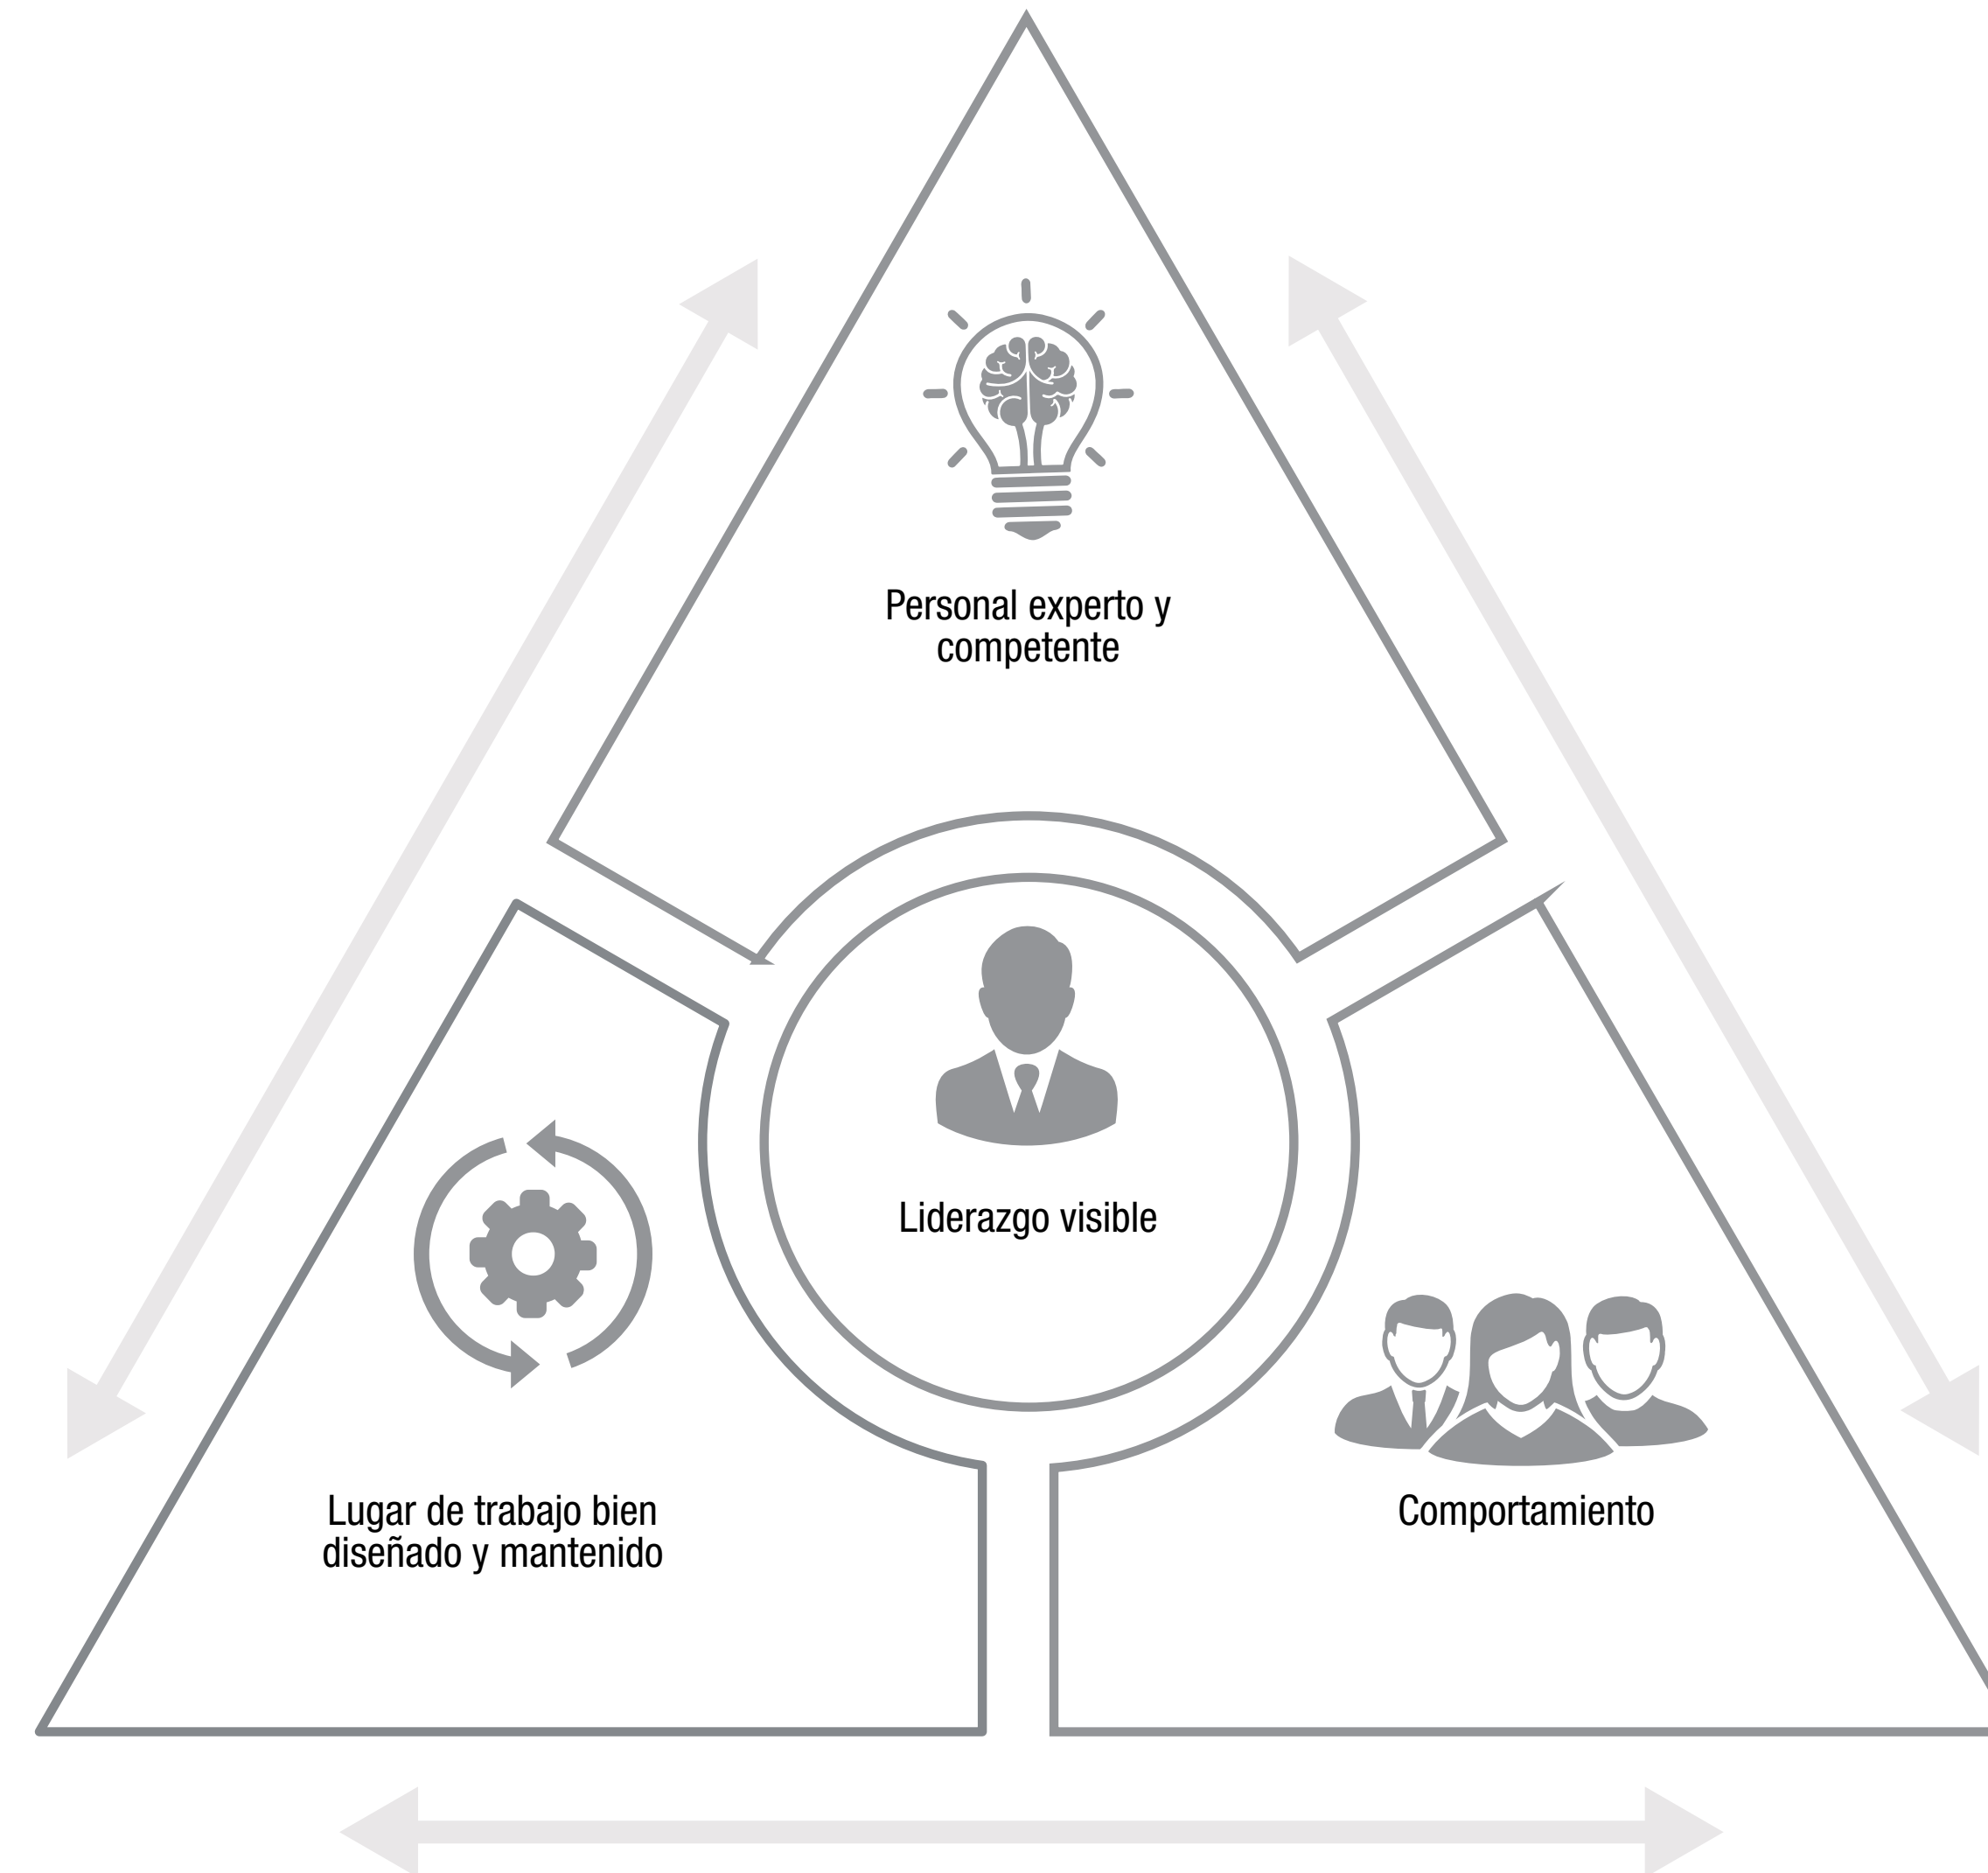 Personal experto y
competente
Liderazgo visible
Lugar de trabajo bien
diseñado y mantenido
Comportamiento